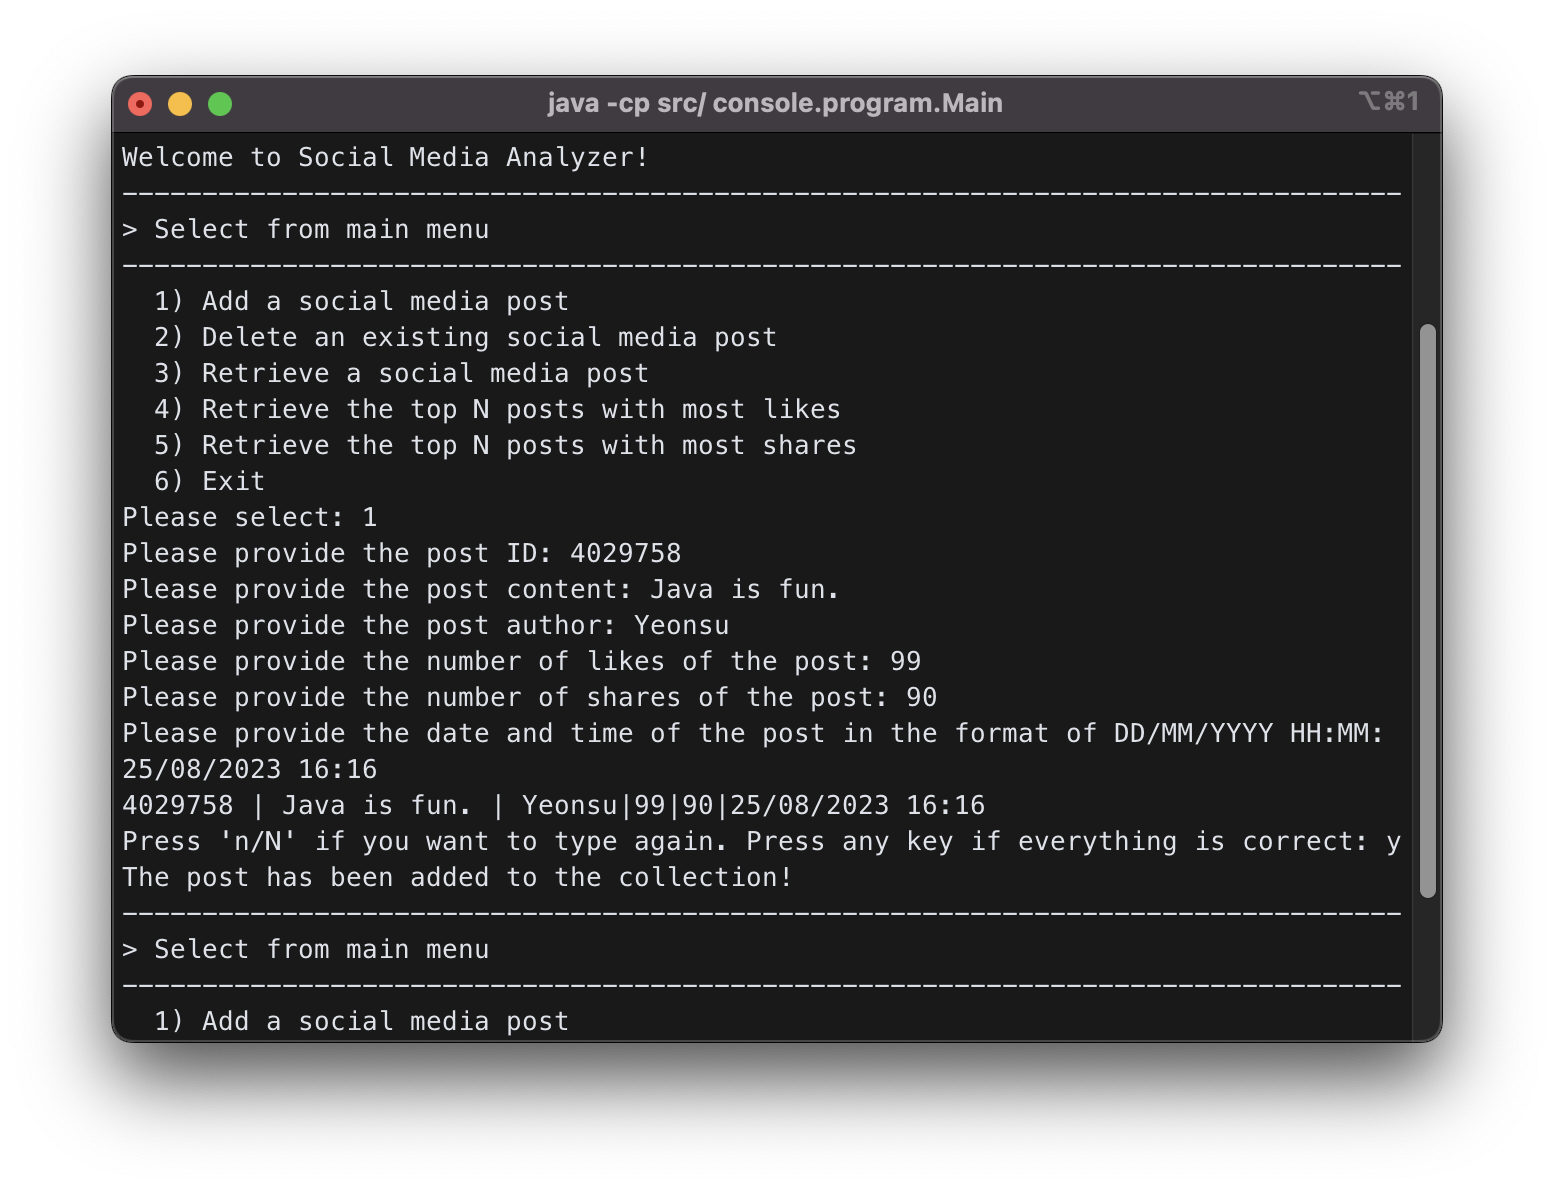 java -cp src/ console.program.Main ⌥⌘1
Welcome to Social Media Analyzer!
--------------------------------------------------------------------------------
> Select from main menu
--------------------------------------------------------------------------------
  1) Add a social media post
  2) Delete an existing social media post
  3) Retrieve a social media post
  4) Retrieve the top N posts with most likes
  5) Retrieve the top N posts with most shares
  6) Exit
Please select: 1
Please provide the post ID: 4029758
Please provide the post content: Java is fun.
Please provide the post author: Yeonsu
Please provide the number of likes of the post: 99
Please provide the number of shares of the post: 90
Please provide the date and time of the post in the format of DD/MM/YYYY HH:MM:
25/08/2023 16:16
4029758 | Java is fun. | Yeonsu|99|90|25/08/2023 16:16
Press 'n/N' if you want to type again. Press any key if everything is correct: y
The post has been added to the collection!
--------------------------------------------------------------------------------
> Select from main menu
--------------------------------------------------------------------------------
  1) Add a social media post